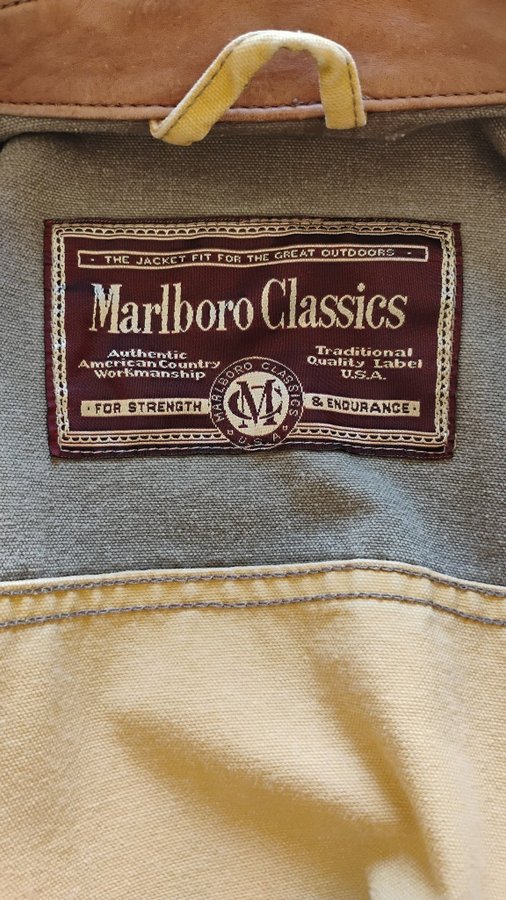 - THE JACKET FIT FOR THE GREAT OUTDOORS -
Marlboro Classics
Authentic
American Country
Workmanship
Traditional
Quality Label
U.S.A.
· FOR STRENGTH
MARLBORO CLASSICS
MC
U.S.A.
& ENDURANCE ·